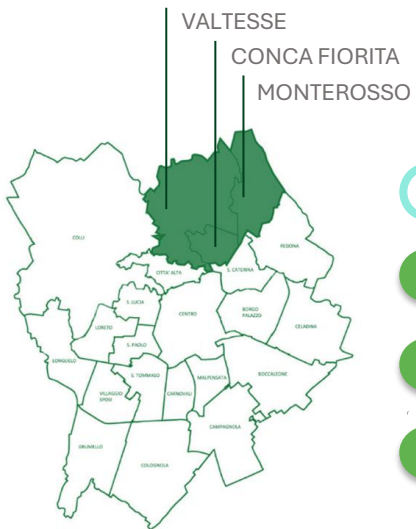 VALTESSE
CONCA FIORITA
MONTEROSSO
COLLI
REDONA
CITTA' ALTA
S. CATERINA
S. LUCIA
CENTRO
BORGO
PALAZZO
CELADINA
LORETO
S. PAOLO
LONGUELO
S. TOMMASO
MALPENSATA
BOCCALEONE
VILLAGGIO
SPOSI
CARNOVALI
CAMPAGNOLA
GRUMELLO
COLOGNOLA